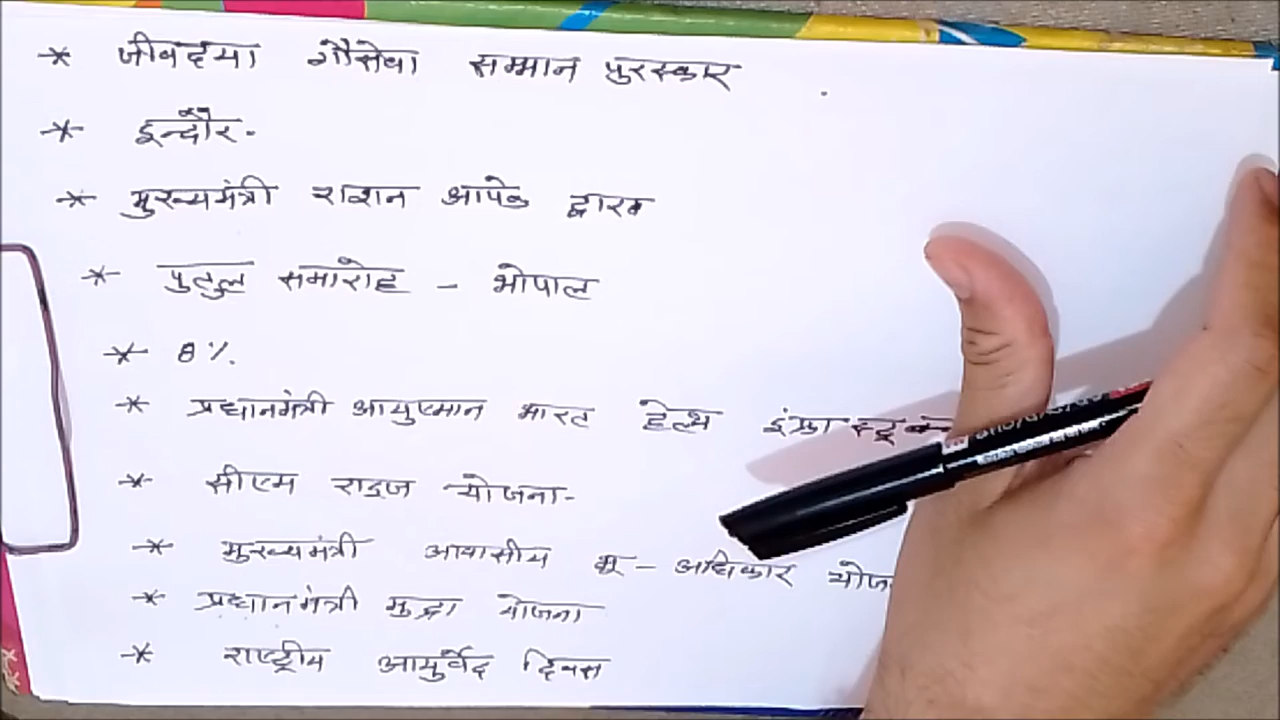 * जीवदया गौसेवा सम्मान पुरस्कार
* इन्दौर-
* मुख्यमंत्री राशन आपके द्वारा
* पुतुल समारोह - भोपाल
* 8%.
* प्रधानमंत्री आयुष्मान भारत हेल्थ
* सीएम राइज योजना-
* मुख्यमंत्री आवासीय भू - अधिकार
* प्रधानमंत्री मुद्रा योजना
* राष्ट्रीय आयुर्वेद दिवस